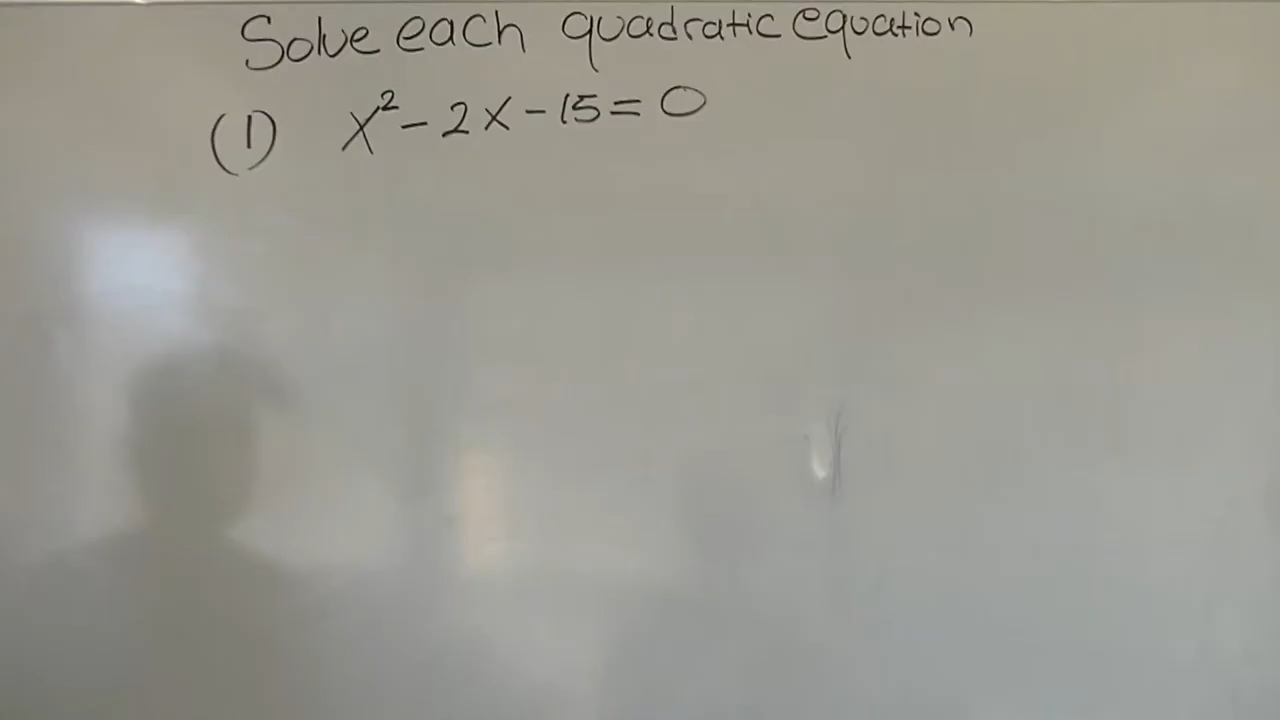 Solve each quadratic equation
(1) x² - 2x - 15 = 0